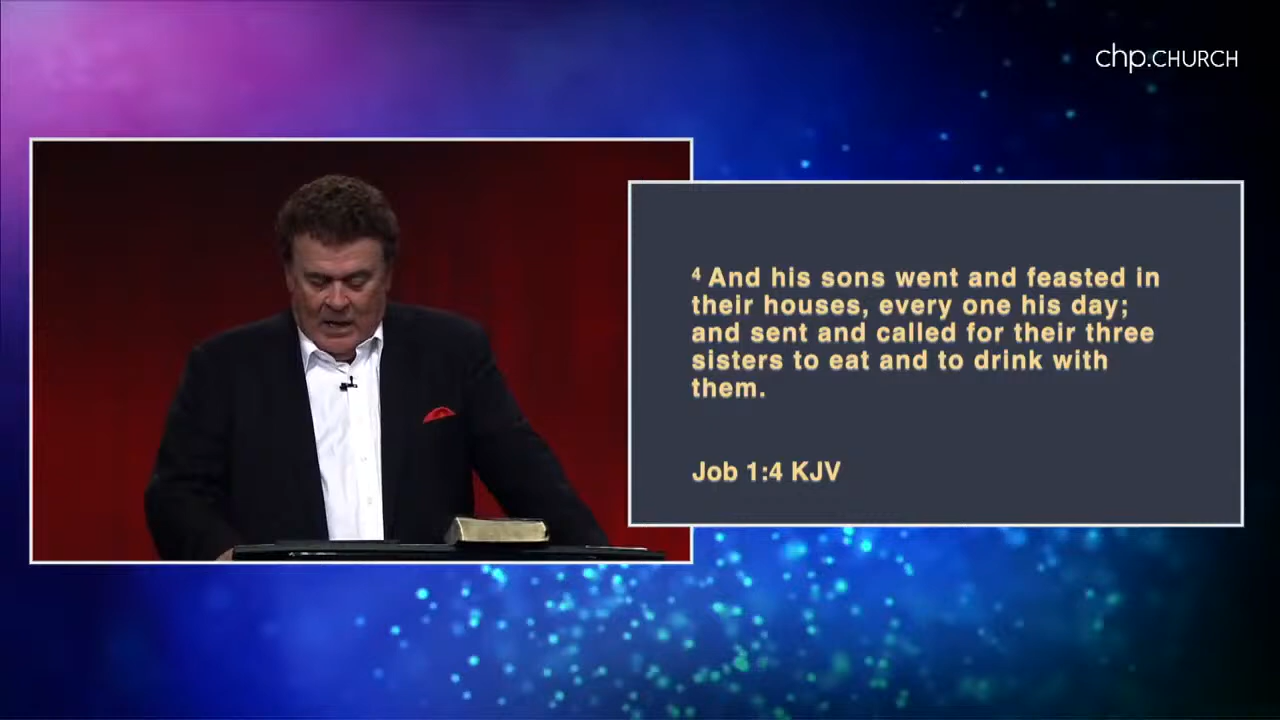 chp.CHURCH
4 And his sons went and feasted in
their houses, every one his day;
and sent and called for their three
sisters to eat and to drink with
them.
Job 1:4 KJV